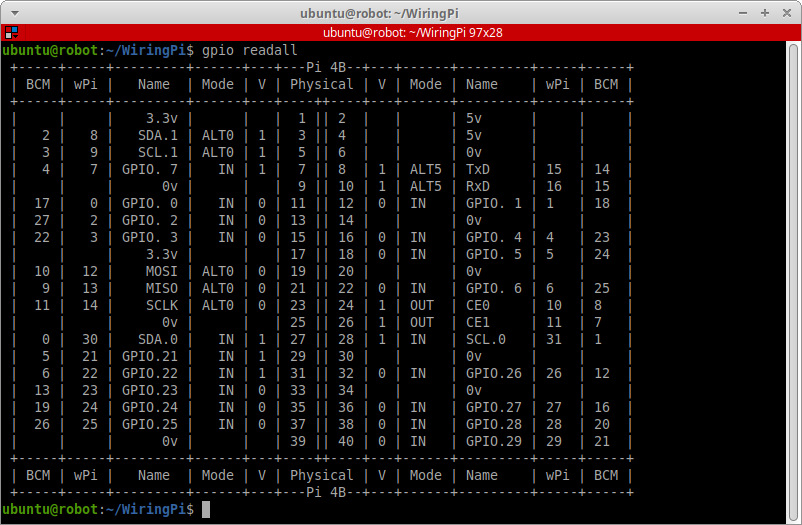 ubuntu@robot: ~/WiringPi
ubuntu@robot: ~/WiringPi 97x28
ubuntu@robot:~/WiringPi$ gpio readall
 +-----+-----+---------+------+---+---Pi 4B--+---+------+---------+-----+-----+
 | BCM | wPi |   Name  | Mode | V | Physical | V | Mode | Name    | wPi | BCM |
 +-----+-----+---------+------+---+----++----+---+------+---------+-----+-----+
 |     |     |    3.3v |      |   |  1 || 2  |   |      | 5v      |     |     |
 |   2 |   8 |   SDA.1 | ALT0 | 1 |  3 || 4  |   |      | 5v      |     |     |
 |   3 |   9 |   SCL.1 | ALT0 | 1 |  5 || 6  |   |      | 0v      |     |     |
 |   4 |   7 | GPIO. 7 |   IN | 1 |  7 || 8  | 1 | ALT5 | TxD     | 15  | 14  |
 |     |     |      0v |      |   |  9 || 10 | 1 | ALT5 | RxD     | 16  | 15  |
 |  17 |   0 | GPIO. 0 |   IN | 0 | 11 || 12 | 0 | IN   | GPIO. 1 | 1   | 18  |
 |  27 |   2 | GPIO. 2 |   IN | 0 | 13 || 14 |   |      | 0v      |     |     |
 |  22 |   3 | GPIO. 3 |   IN | 0 | 15 || 16 | 0 | IN   | GPIO. 4 | 4   | 23  |
 |     |     |    3.3v |      |   | 17 || 18 | 0 | IN   | GPIO. 5 | 5   | 24  |
 |  10 |  12 |    MOSI | ALT0 | 0 | 19 || 20 |   |      | 0v      |     |     |
 |   9 |  13 |    MISO | ALT0 | 0 | 21 || 22 | 0 | IN   | GPIO. 6 | 6   | 25  |
 |  11 |  14 |    SCLK | ALT0 | 0 | 23 || 24 | 1 | OUT  | CE0     | 10  | 8   |
 |     |     |      0v |      |   | 25 || 26 | 1 | OUT  | CE1     | 11  | 7   |
 |   0 |  30 |   SDA.0 |   IN | 1 | 27 || 28 | 1 | IN   | SCL.0   | 31  | 1   |
 |   5 |  21 | GPIO.21 |   IN | 1 | 29 || 30 |   |      | 0v      |     |     |
 |   6 |  22 | GPIO.22 |   IN | 1 | 31 || 32 | 0 | IN   | GPIO.26 | 26  | 12  |
 |  13 |  23 | GPIO.23 |   IN | 0 | 33 || 34 |   |      | 0v      |     |     |
 |  19 |  24 | GPIO.24 |   IN | 0 | 35 || 36 | 0 | IN   | GPIO.27 | 27  | 16  |
 |  26 |  25 | GPIO.25 |   IN | 0 | 37 || 38 | 0 | IN   | GPIO.28 | 28  | 20  |
 |     |     |      0v |      |   | 39 || 40 | 0 | IN   | GPIO.29 | 29  | 21  |
 +-----+-----+---------+------+---+----++----+---+------+---------+-----+-----+
 | BCM | wPi |   Name  | Mode | V | Physical | V | Mode | Name    | wPi | BCM |
 +-----+-----+---------+------+---+---Pi 4B--+---+------+---------+-----+-----+
ubuntu@robot:~/WiringPi$